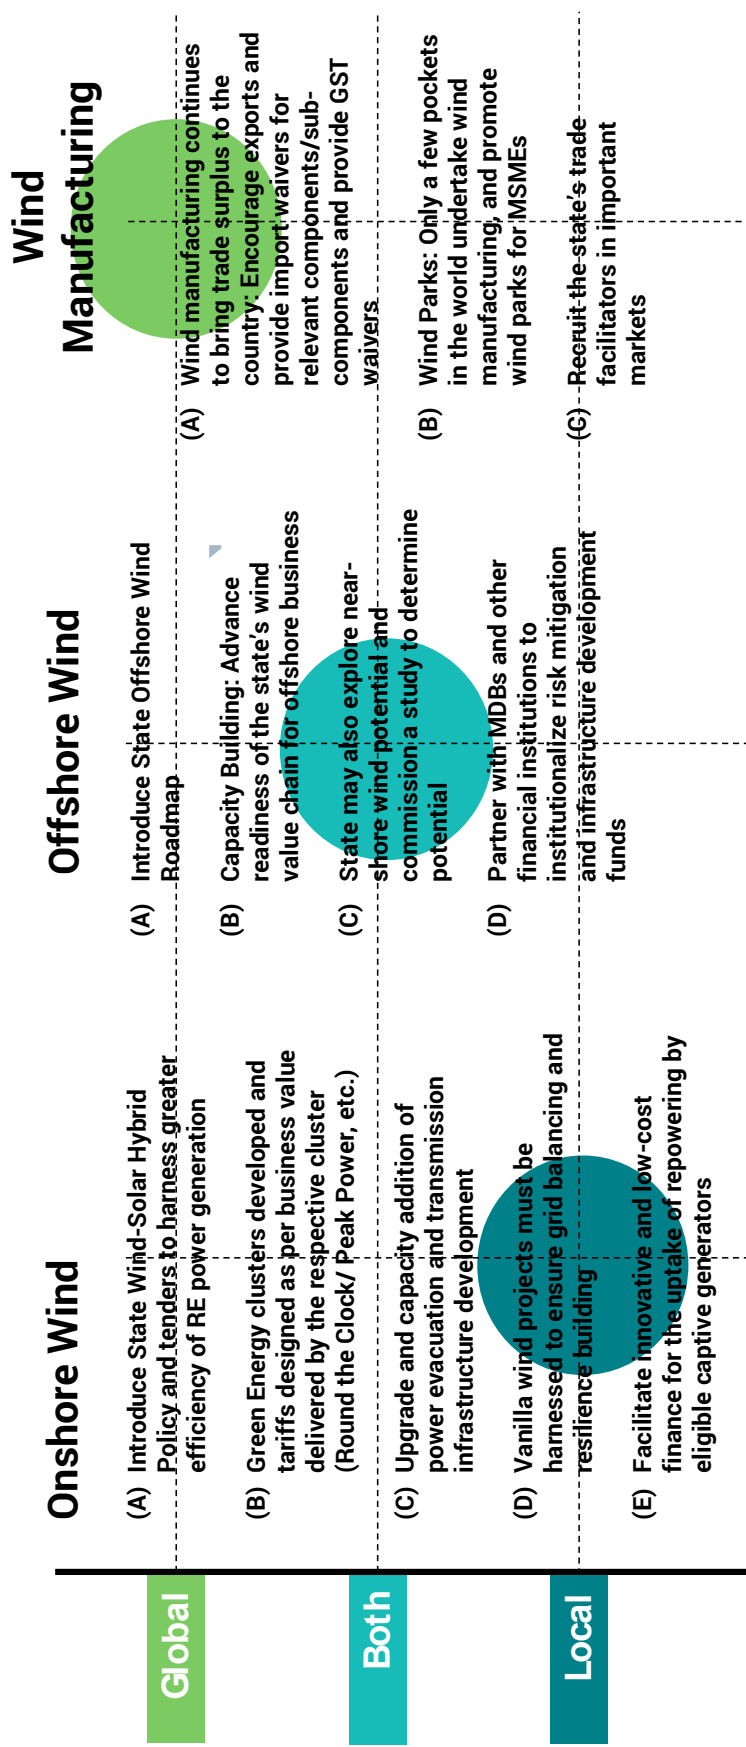 Onshore Wind
(A) Introduce State Wind-Solar Hybrid
Policy and tenders to harness greater
efficiency of RE power generation
(B) Green Energy clusters developed and
tariffs designed as per business value
delivered by the respective cluster
(Round the Clock/ Peak Power, etc.)
(C) Upgrade and capacity addition of
power evacuation and transmission
infrastructure development
(D) Vanilla wind projects must be
harnessed to ensure grid balancing and
resilience building
(E) Facilitate innovative and low-cost
finance for the uptake of repowering by
eligible captive generators
Offshore Wind
(A) Introduce State Offshore Wind
Roadmap
(B) Capacity Building: Advance
readiness of the state's wind
value chain for offshore business
(C) State may also explore near-
shore wind potential and
commission a study to determine
potential
(D) Partner with MDBs and other
financial institutions to
institutionalize risk mitigation
and infrastructure development
funds
Wind
Manufacturing
(A) Wind manufacturing continues
to bring trade surplus to the
country: Encourage exports and
provide import waivers for
relevant components/sub-
components and provide GST
waivers
(B) Wind Parks: Only a few pockets
in the world undertake wind
manufacturing, and promote
wind parks for MSMEs
(C) Recruit the state's trade
facilitators in important
markets
Global
Both
Local